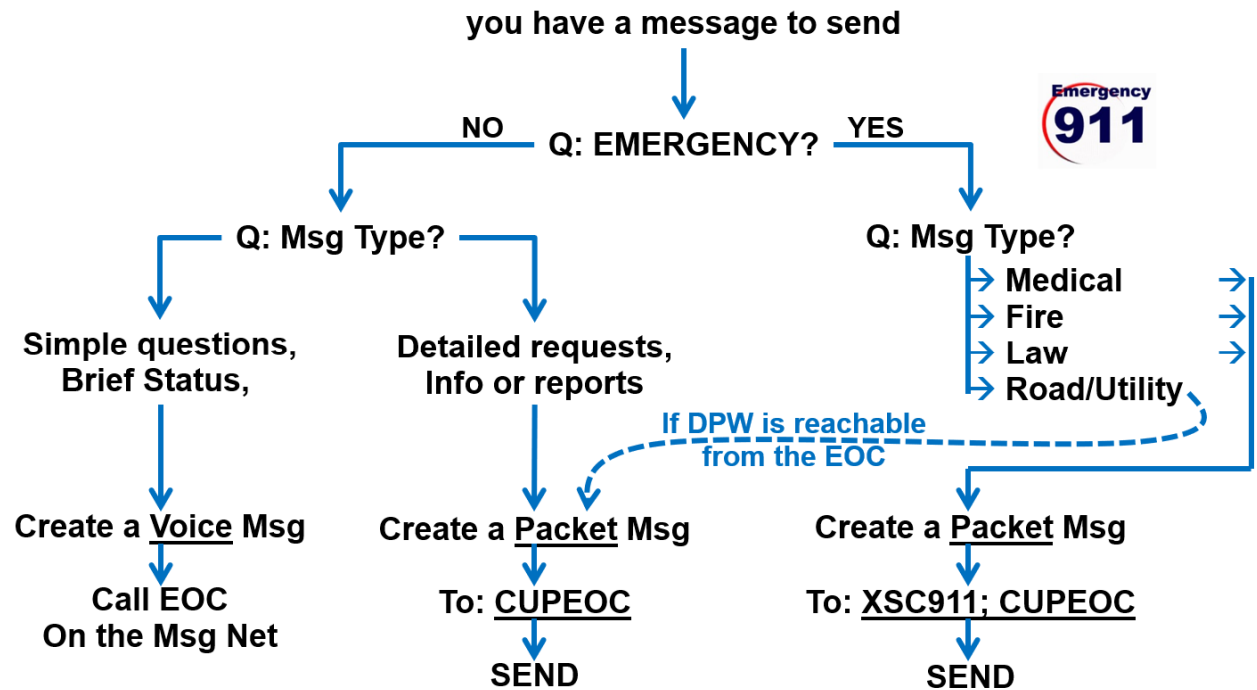 you have a message to send
Emergency
911
NO
Q: EMERGENCY?
YES
Q: Msg Type?
Q: Msg Type?
Medical
Fire
Law
Road/Utility
Simple questions,
Brief Status,
Detailed requests,
Info or reports
If DPW is reachable
from the EOC
Create a Voice Msg
Call EOC
On the Msg Net
Create a Packet Msg
To: CUPEOC
SEND
Create a Packet Msg
To: XSC911; CUPEOC
SEND